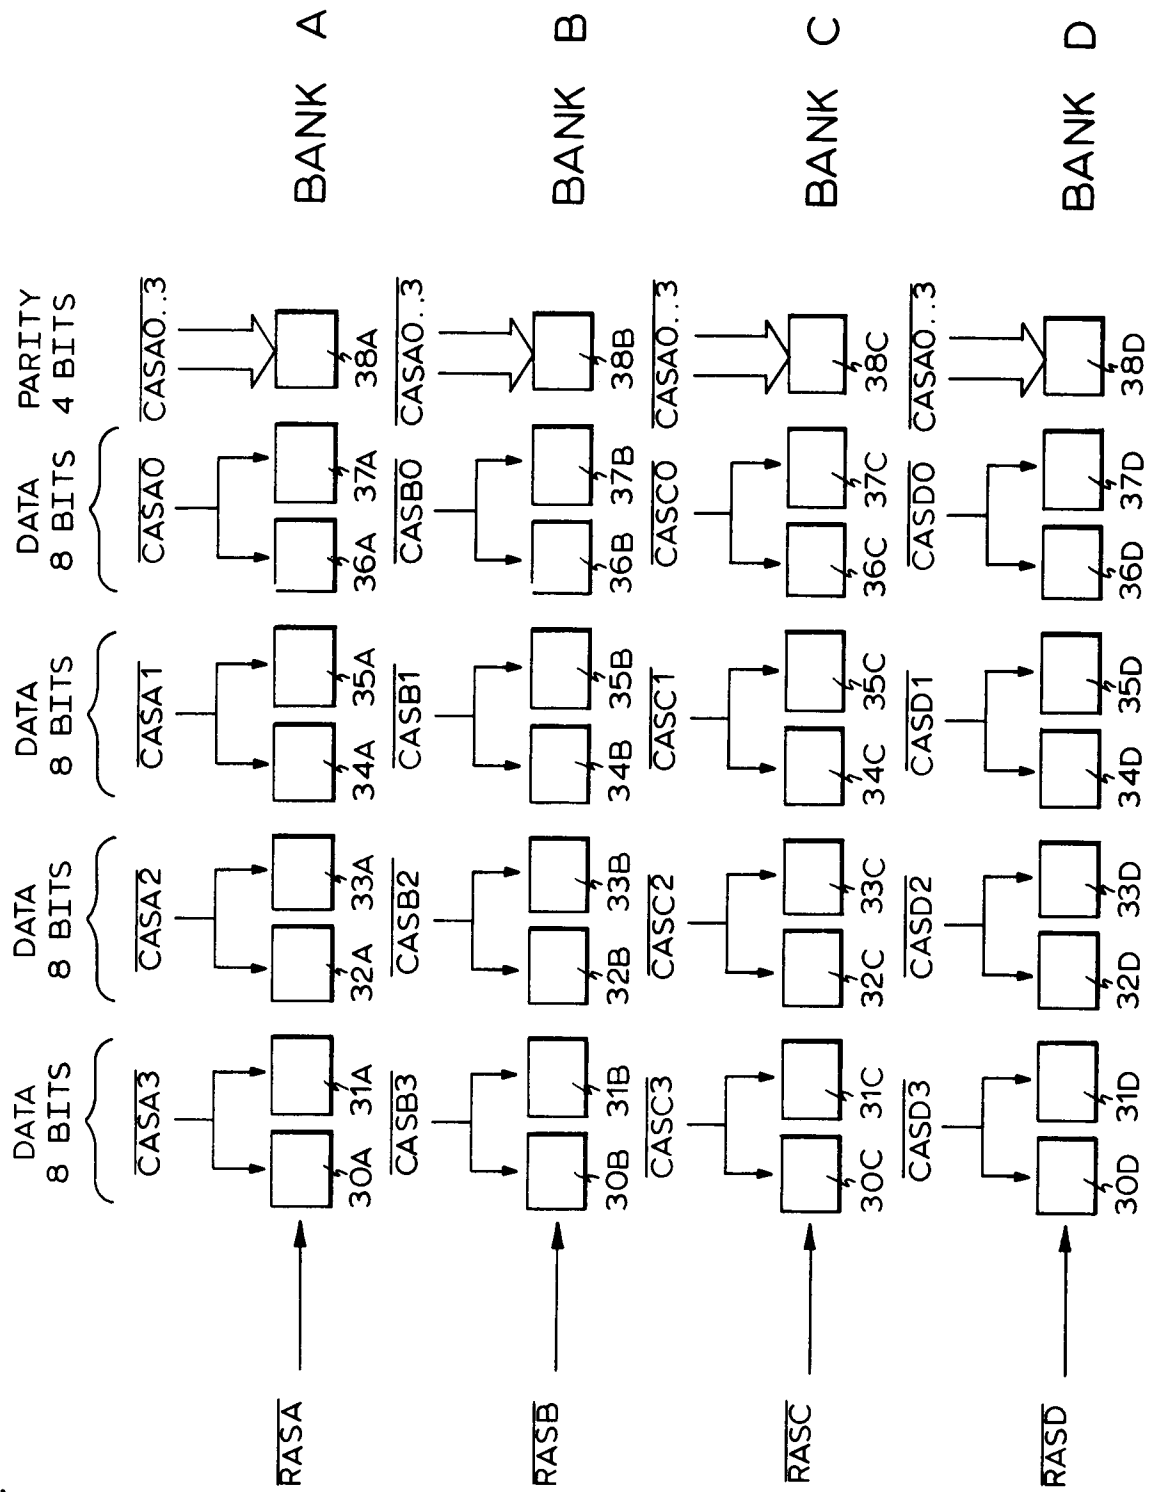 DATA DATA DATA DATA PARITY
8 BITS 8 BITS 8 BITS 8 BITS 4 BITS
CASA3 CASA2 CASA1 CASA0 CASA0..3
RASA BANK A
30A 31A 32A 33A 34A 35A 36A 37A 38A
CASB3 CASB2 CASB1 CASB0 CASA0..3
RASB BANK B
30B 31B 32B 33B 34B 35B 36B 37B 38B
CASC3 CASC2 CASC1 CASC0 CASA0..3
RASC BANK C
30C 31C 32C 33C 34C 35C 36C 37C 38C
CASD3 CASD2 CASD1 CASD0 CASA0..3
RASD BANK D
30D 31D 32D 33D 34D 35D 36D 37D 38D